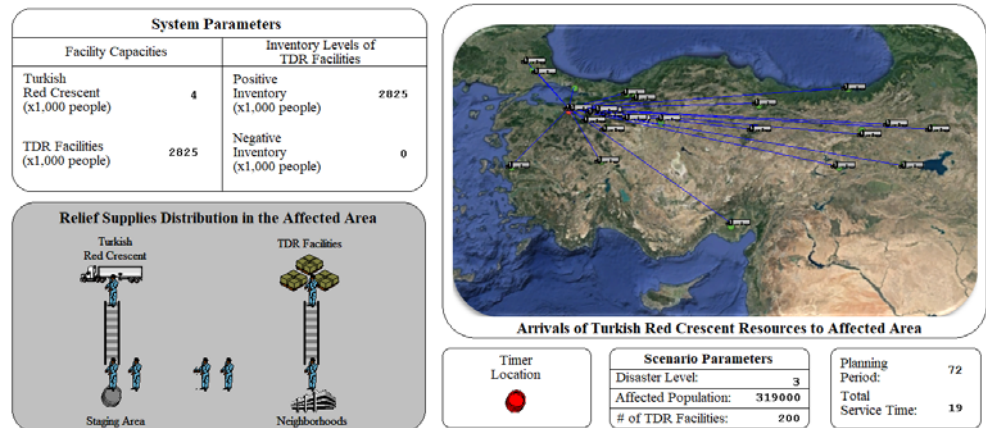 System Parameters
Facility Capacities
Inventory Levels of
TDR Facilities
Turkish
Red Crescent
(x1,000 people)
4
Positive
Inventory
(x1,000 people)
2825
TDR Facilities
(x1,000 people)
2825
Negative
Inventory
(x1,000 people)
0
Relief Supplies Distribution in the Affected Area
Turkish
Red Crescent
TDR Facilities
Staging Area
Neighborhoods
Arrivals of Turkish Red Crescent Resources to Affected Area
Timer
Location
Scenario Parameters
Disaster Level: 3
Affected Population: 319000
# of TDR Facilities: 200
Planning
Period: 72
Total
Service Time: 19